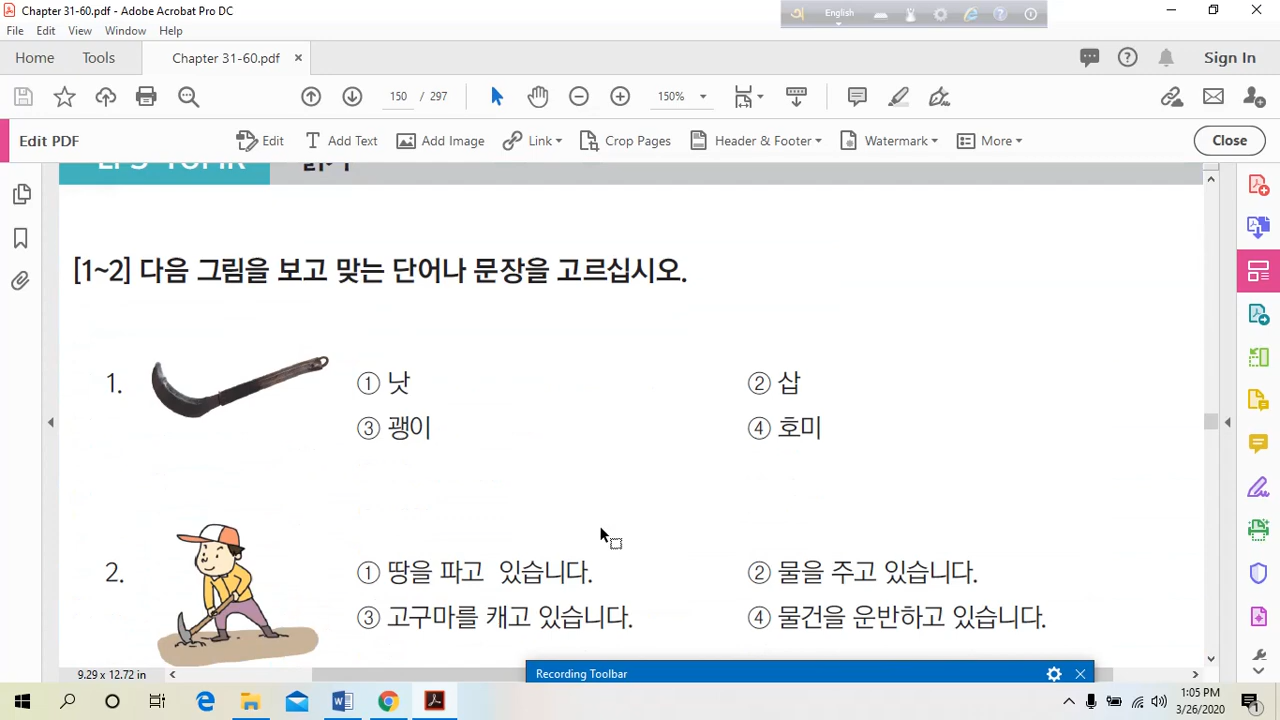 Chapter 31-60.pdf - Adobe Acrobat Pro DC
English
File Edit View Window Help
Home Tools Chapter 31-60.pdf × Sign In
150 / 297 150%
Edit PDF Edit Add Text Add Image Link Crop Pages Header & Footer Watermark More Close
EPS-TOPIK 읽기
[1~2] 다음 그림을 보고 맞는 단어나 문장을 고르십시오.
1. ① 낫 ② 삽
③ 괭이 ④ 호미
2. ① 땅을 파고 있습니다. ② 물을 주고 있습니다.
③ 고구마를 캐고 있습니다. ④ 물건을 운반하고 있습니다.
9.29 x 12.72 in
Recording Toolbar
1:05 PM
3/26/2020